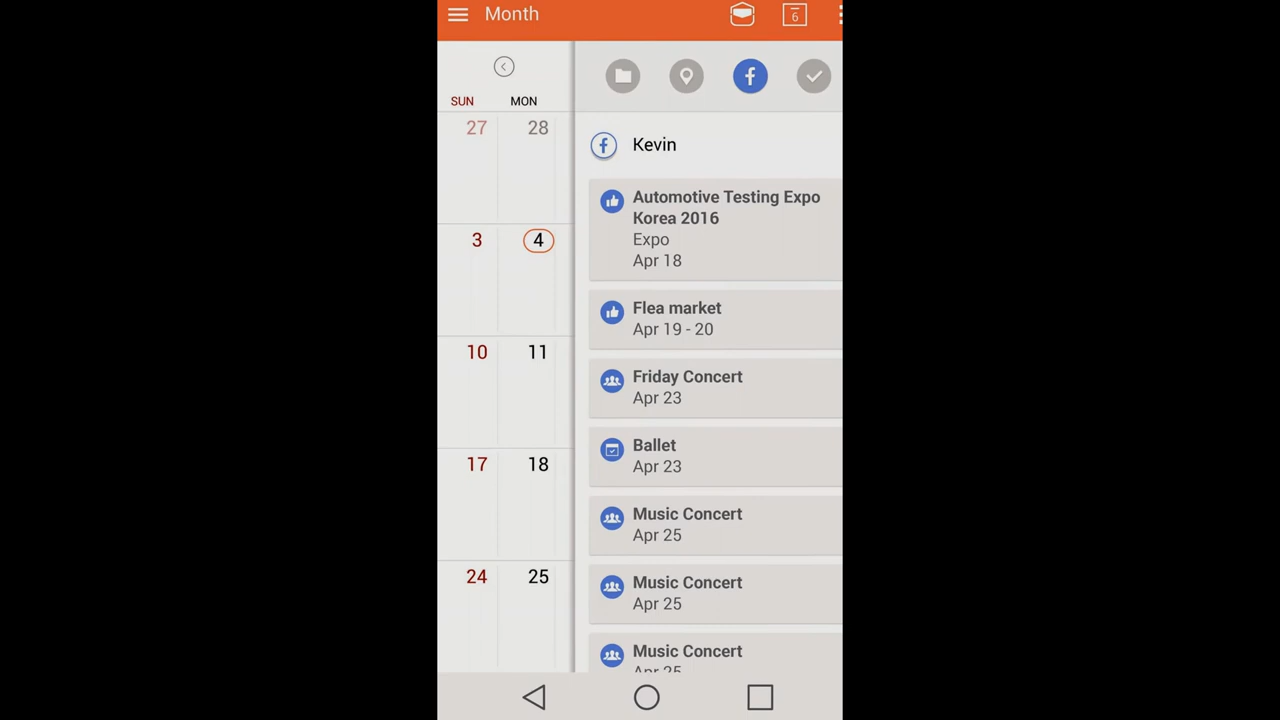 Month
6
SUN MON
27 28
3 4
10 11
17 18
24 25
Kevin
Automotive Testing Expo
Korea 2016
Expo
Apr 18
Flea market
Apr 19 - 20
Friday Concert
Apr 23
Ballet
Apr 23
Music Concert
Apr 25
Music Concert
Apr 25
Music Concert
Apr 25